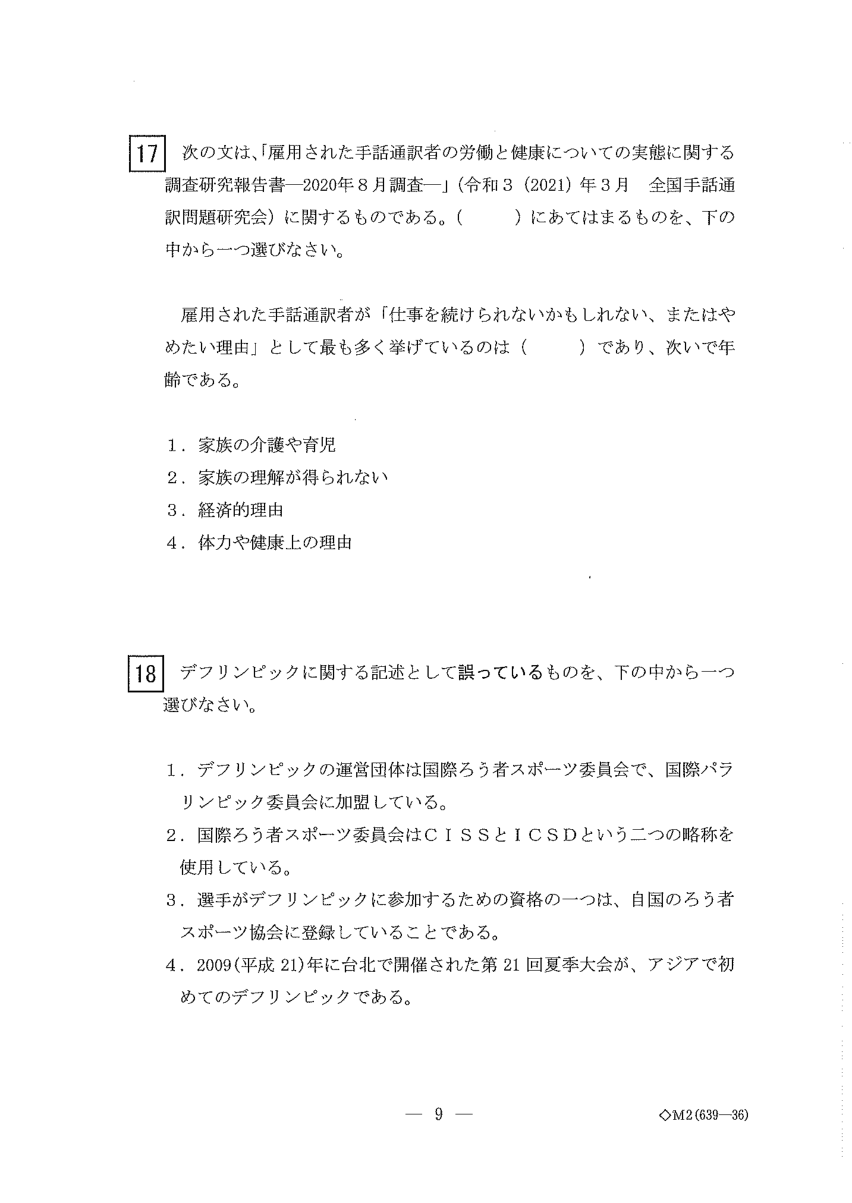 17 次の文は、「雇用された手話通訳者の労働と健康についての実態に関する
調査研究報告書―2020年8月調査―」（令和3（2021）年3月　全国手話通
訳問題研究会）に関するものである。（　　　）にあてはまるものを、下の
中から一つ選びなさい。
雇用された手話通訳者が「仕事を続けられないかもしれない、またはや
めたい理由」として最も多く挙げているのは（　　　）であり、次いで年
齢である。
1．家族の介護や育児
2．家族の理解が得られない
3．経済的理由
4．体力や健康上の理由
18 デフリンピックに関する記述として誤っているものを、下の中から一つ
選びなさい。
1．デフリンピックの運営団体は国際ろう者スポーツ委員会で、国際パラ
リンピック委員会に加盟している。
2．国際ろう者スポーツ委員会はＣＩＳＳとＩＣＳＤという二つの略称を
使用している。
3．選手がデフリンピックに参加するための資格の一つは、自国のろう者
スポーツ協会に登録していることである。
4．2009(平成 21)年に台北で開催された第 21 回夏季大会が、アジアで初
めてのデフリンピックである。
― 9 ―
◇M2(639―36)